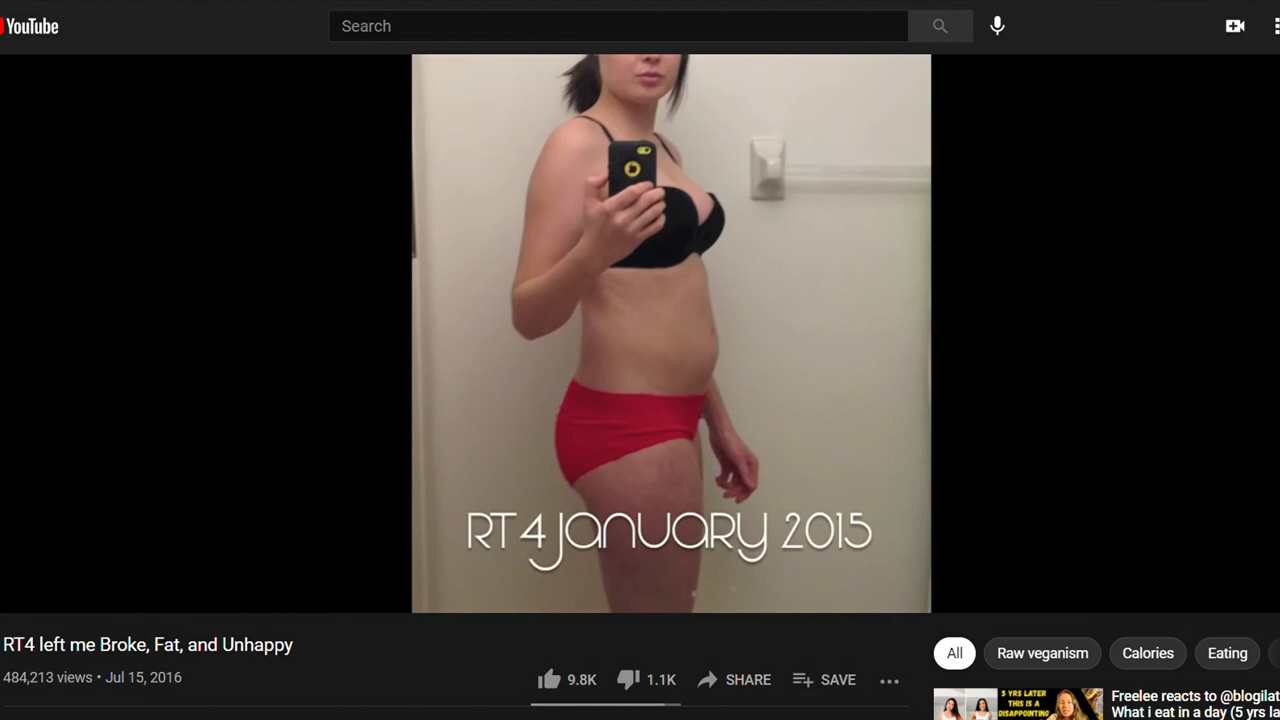 YouTube
Search
RT4 JANUARY 2015
RT4 left me Broke, Fat, and Unhappy
484,213 views • Jul 15, 2016
9.8K
1.1K
SHARE
SAVE
All
Raw veganism
Calories
Eating
5 YRS LATER
THIS IS A
DISAPPOINTING
Freelee reacts to @blogilat
What i eat in a day (5 yrs la